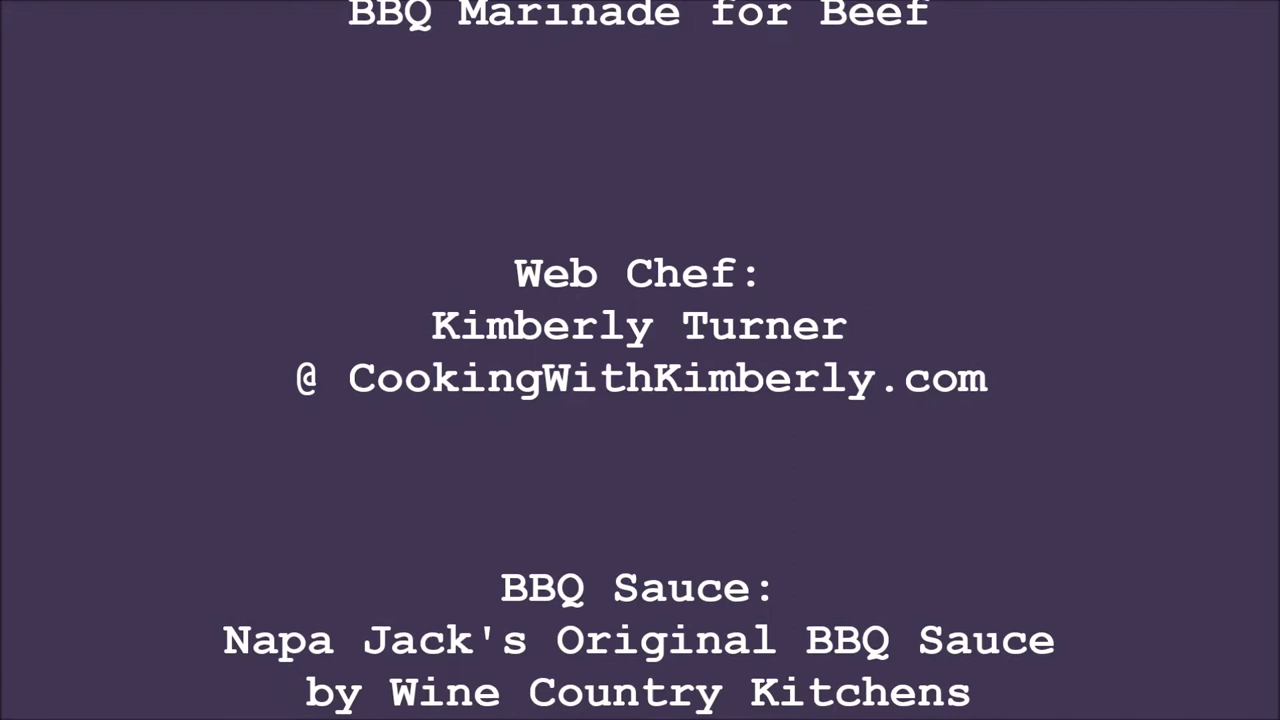 BBQ Marinade for Beef
Web Chef:
Kimberly Turner
@ CookingWithKimberly.com
BBQ Sauce:
Napa Jack's Original BBQ Sauce
by Wine Country Kitchens